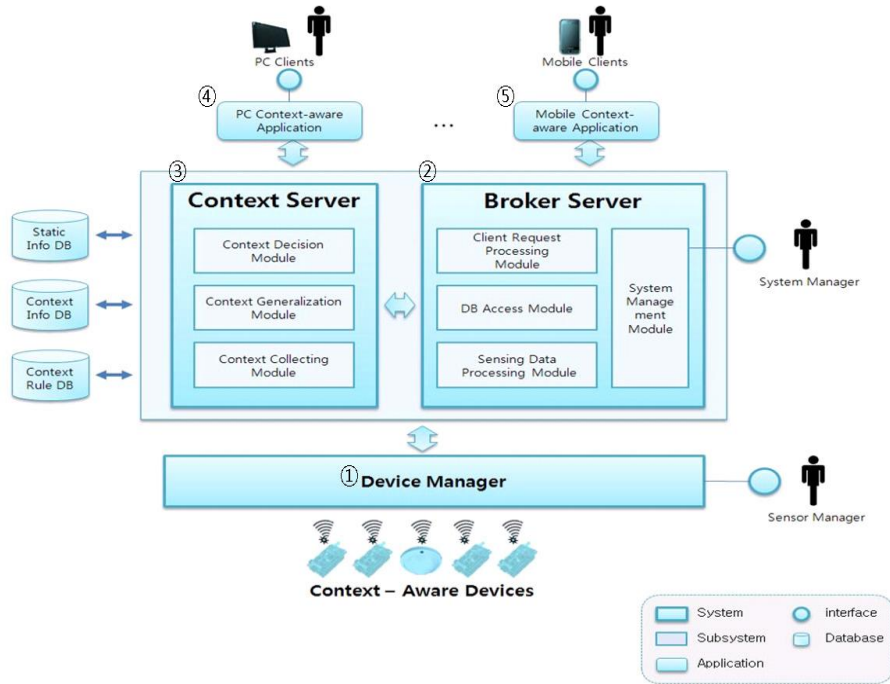 PC Clients
Mobile Clients
④
PC Context-aware
Application
...
⑤
Mobile Context-
aware Application
③
Context Server
Context Decision
Module
Context Generalization
Module
Context Collecting
Module
②
Broker Server
Client Request
Processing
Module
DB Access Module
Sensing Data
Processing Module
System
Manage
ment
Module
Static
Info DB
Context
Info DB
Context
Rule DB
System Manager
① Device Manager
Sensor Manager
Context – Aware Devices
System
interface
Subsystem
Database
Application